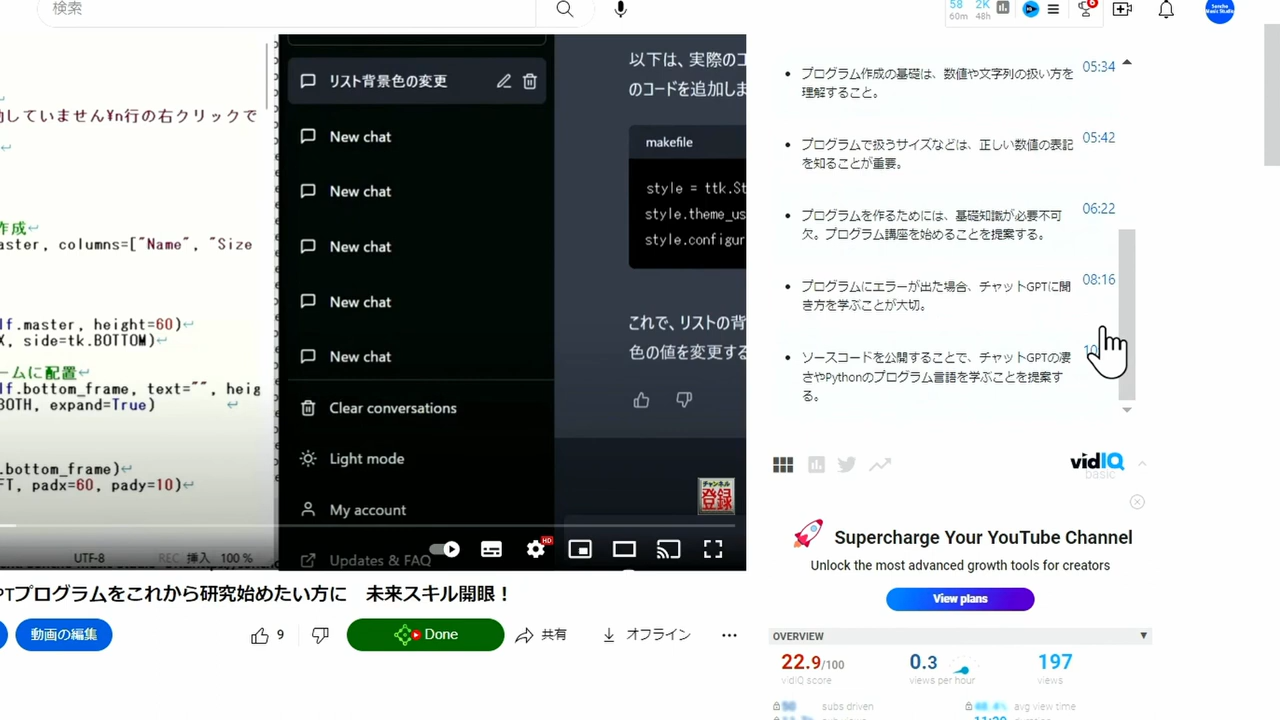 検索
58
2K
60m
48h
6
Sencho
Music Studio
していません¥n行の右クリックで
作成
aster, columns=["Name", "Size
lf.master, height=60)
X, side=tk.BOTTOM)
ームに配置
lf.bottom_frame, text="", heig
BOTH, expand=True)
.bottom_frame)
FT, padx=60, pady=10)
UTF-8
REC 挿入 100 %
リスト背景色の変更
New chat
New chat
New chat
New chat
New chat
Clear conversations
Light mode
My account
Updates & FAQ
以下は、実際のコ
のコードを追加しま
makefile
style = ttk.St
style.theme_us
style.configur
これで、リストの背
色の値を変更する
チャンネル
登録
HD
PTプログラムをこれから研究始めたい方に 未来スキル開眼！
動画の編集
9
Done
共有
オフライン
プログラム作成の基礎は、数値や文字列の扱い方を
理解すること。
05:34
プログラムで扱うサイズなどは、正しい数値の表記
を知ることが重要。
05:42
プログラムを作るためには、基礎知識が必要不可
欠。プログラム講座を始めることを提案する。
06:22
プログラムにエラーが出た場合、チャットGPTに聞
き方を学ぶことが大切。
08:16
ソースコードを公開することで、チャットGPTの凄
さやPythonのプログラム言語を学ぶことを提案す
る。
vidIQ
basic
Supercharge Your YouTube Channel
Unlock the most advanced growth tools for creators
View plans
OVERVIEW
22.9/100
vidIQ score
0.3
views per hour
197
views
subs driven
avg view time